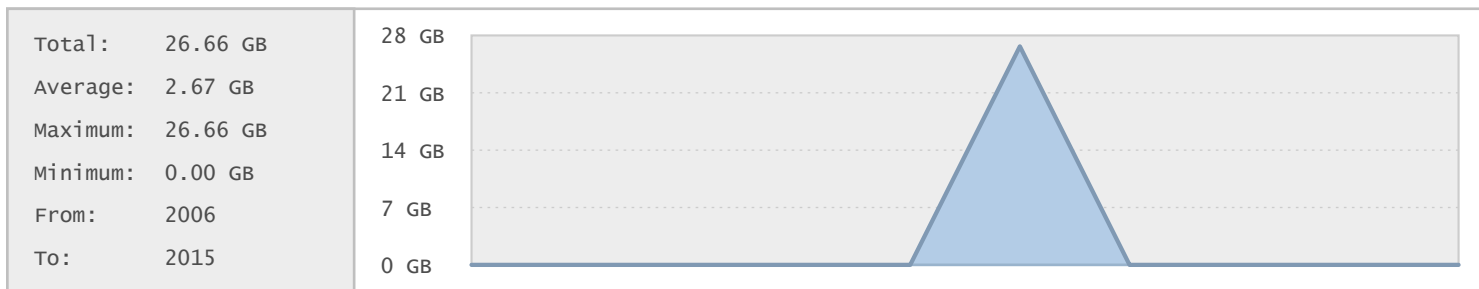 Total: 26.66 GB
Average: 2.67 GB
Maximum: 26.66 GB
Minimum: 0.00 GB
From: 2006
To: 2015
28 GB
21 GB
14 GB
7 GB
0 GB